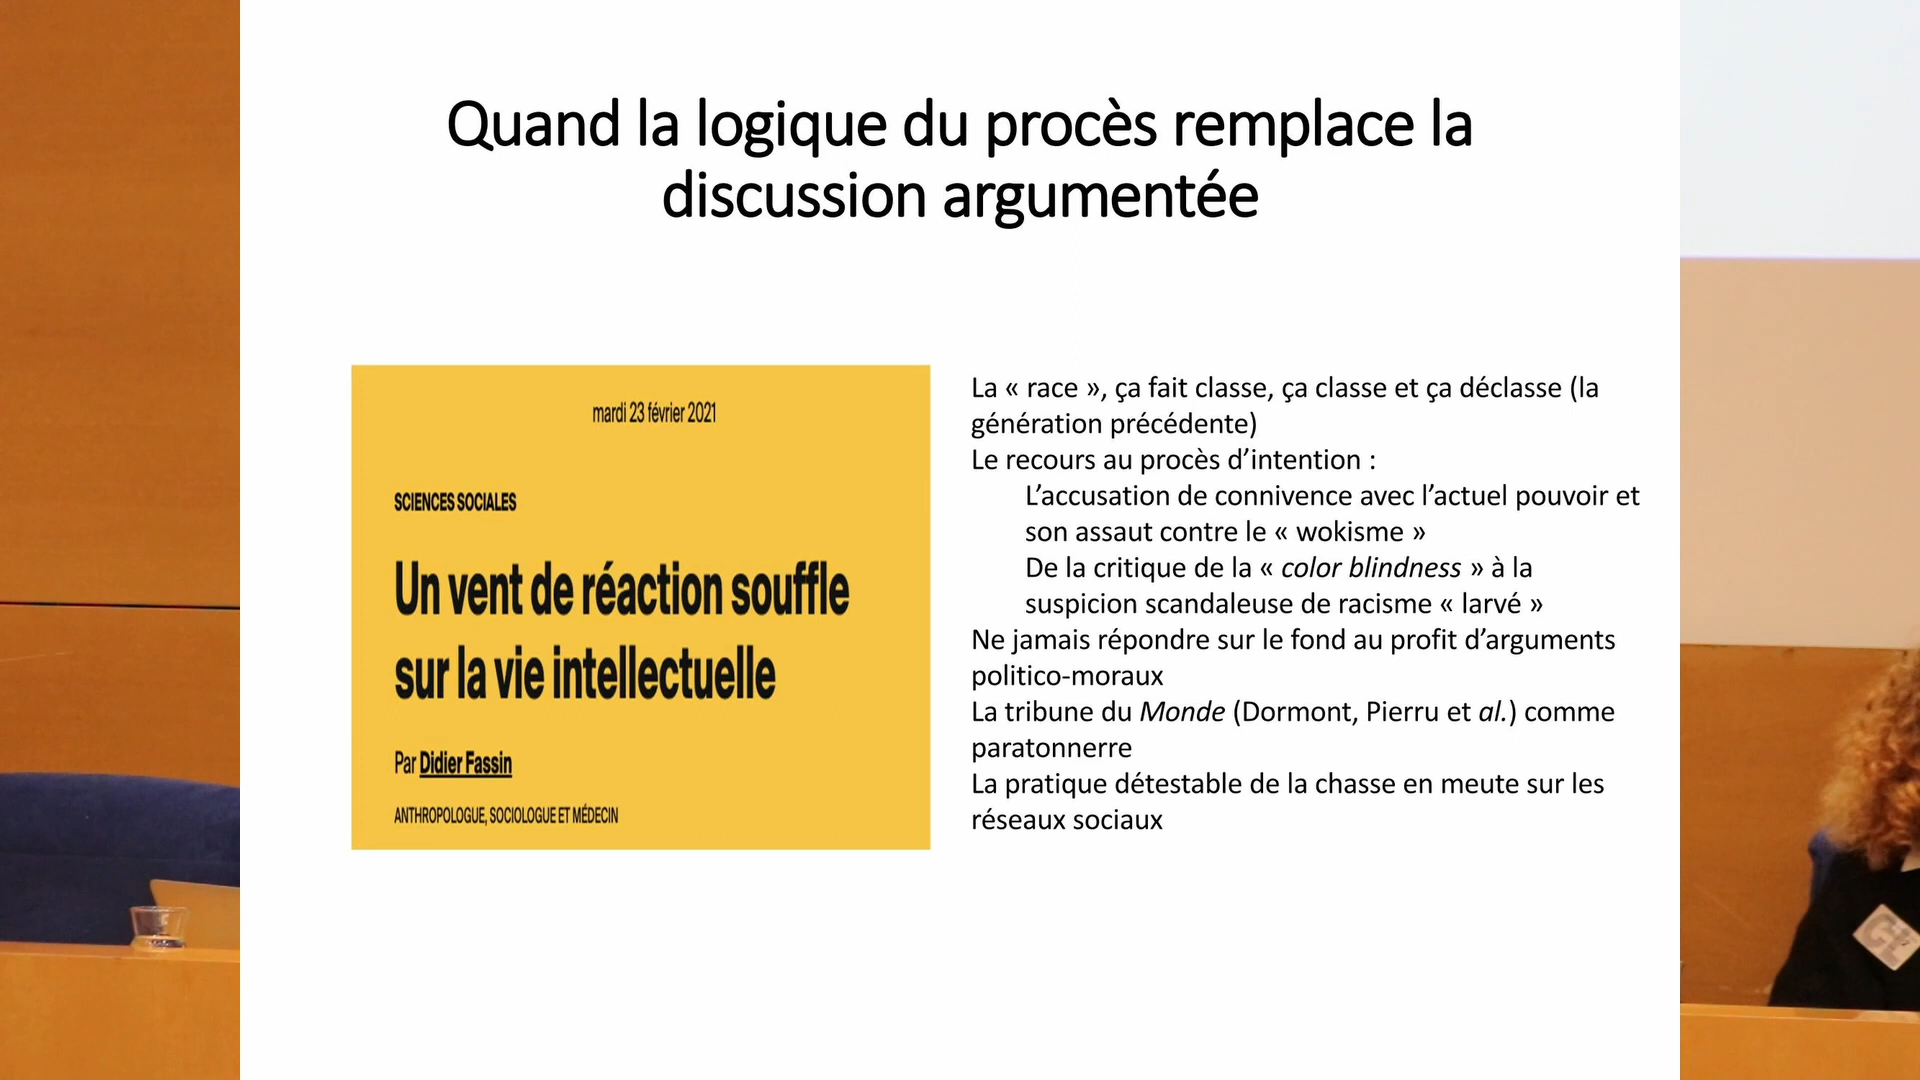 Quand la logique du procès remplace la
discussion argumentée
mardi 23 février 2021
SCIENCES SOCIALES
Un vent de réaction souffle
sur la vie intellectuelle
Par Didier Fassin
ANTHROPOLOGUE, SOCIOLOGUE ET MÉDECIN
La « race », ça fait classe, ça classe et ça déclasse (la
génération précédente)
Le recours au procès d’intention :
L’accusation de connivence avec l’actuel pouvoir et
son assaut contre le « wokisme »
De la critique de la « color blindness » à la
suspicion scandaleuse de racisme « larvé »
Ne jamais répondre sur le fond au profit d’arguments
politico-moraux
La tribune du Monde (Dormont, Pierru et al.) comme
paratonnerre
La pratique détestable de la chasse en meute sur les
réseaux sociaux